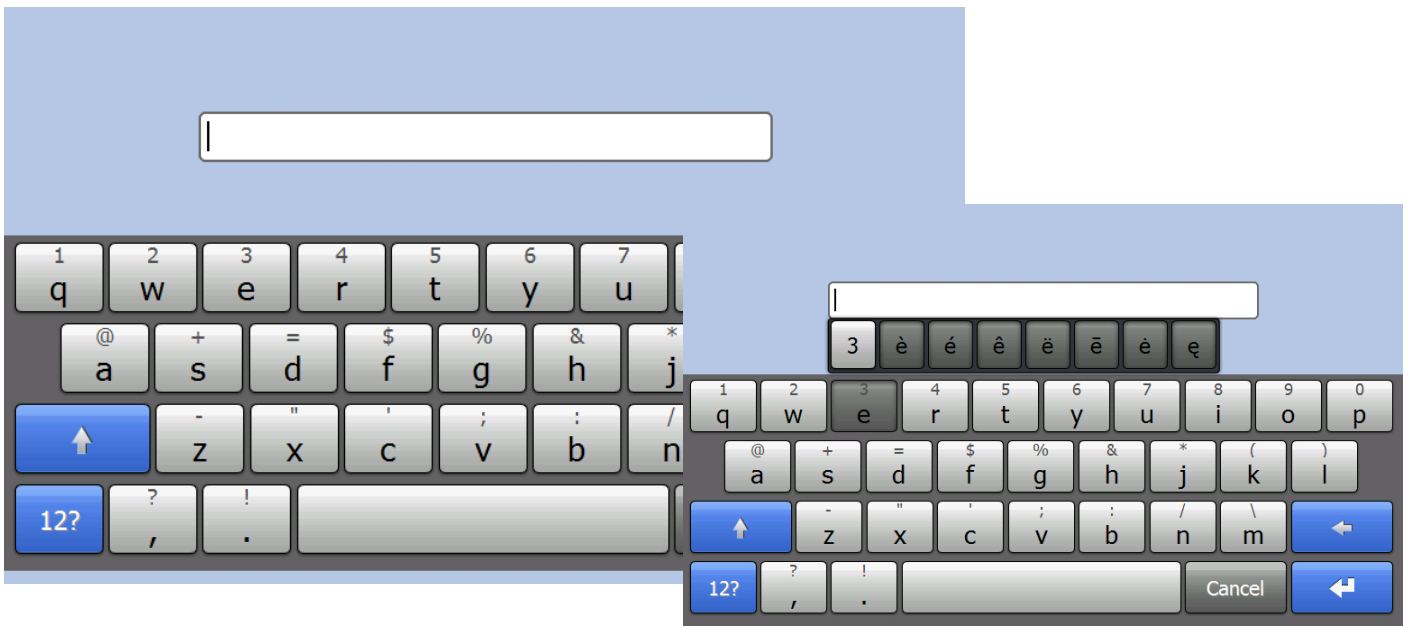 1 2 3 4 5 6 7
q w e r t y u
@ + = $ % & *
a s d f g h j
- " ' ; : /
z x c v b n
? !
12? , .
3 è é ê ë ē ė ę
1 2 3 4 5 6 7 8 9 0
q w e r t y u i o p
@ + = $ % & * ( )
a s d f g h j k l
- " ' ; : / \
z x c v b n m
? !
12? , . Cancel